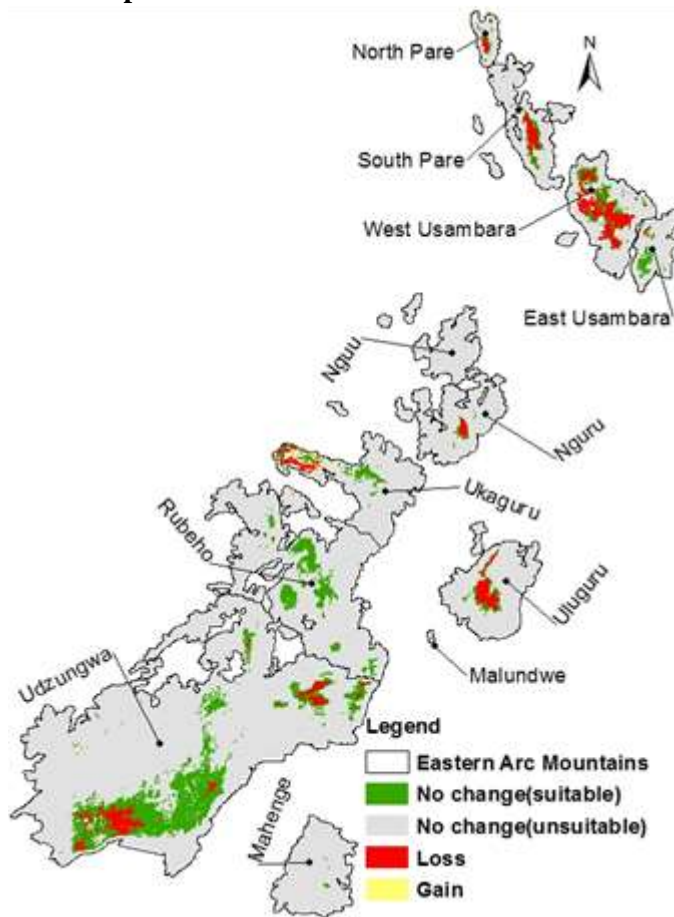 North Pare
N
South Pare
West Usambara
East Usambara
Nguu
Nguru
Ukaguru
Rubeho
Uluguru
Malundwe
Udzungwa
Mahenge
Legend
Eastern Arc Mountains
No change(suitable)
No change(unsuitable)
Loss
Gain